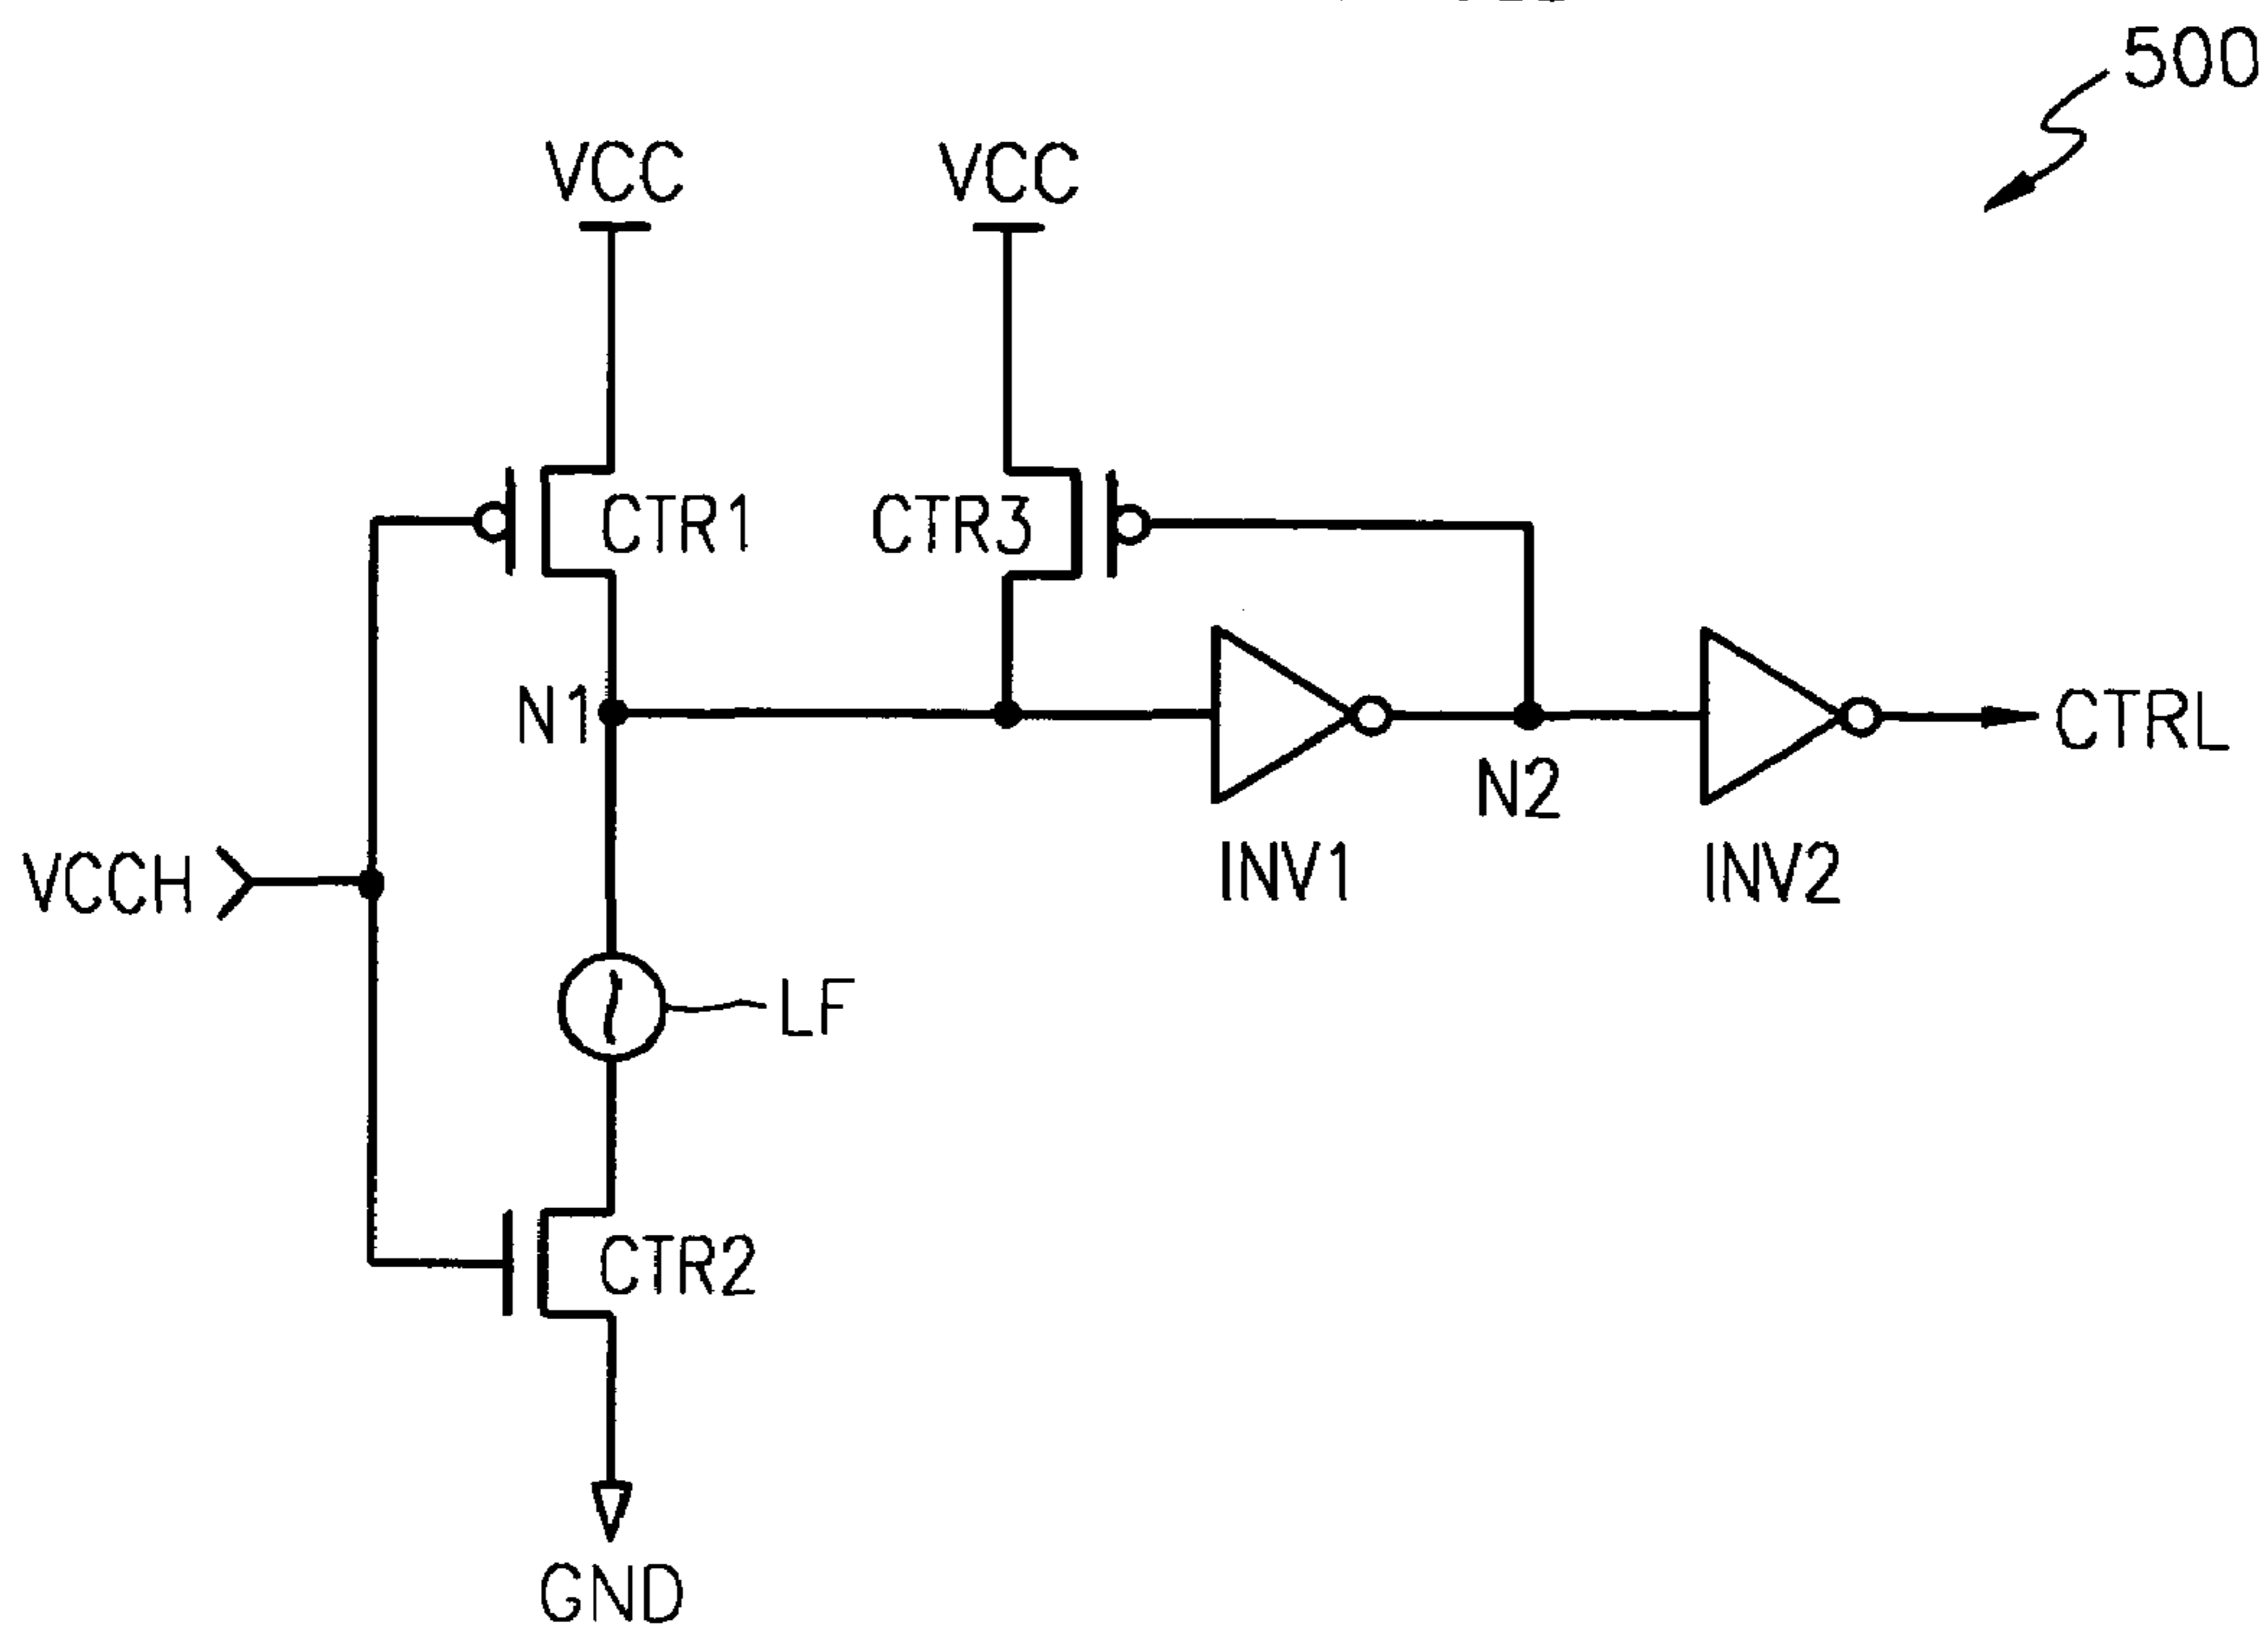 500
VCC
VCC
CTR1
CTR3
N1
CTRL
N2
VCCH
INV1
INV2
LF
CTR2
GND